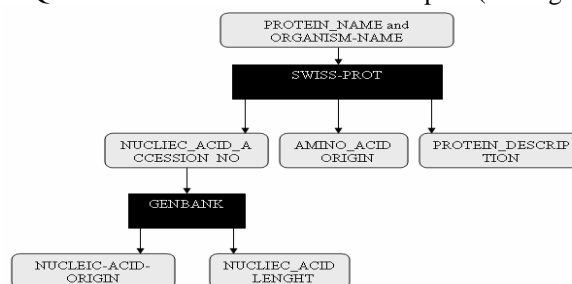 PROTEIN_NAME and
ORGANISM-NAME
SWISS-PROT
NUCLIEC_ACID_A
CCESSION NO
AMINO_ACID
ORIGIN
PROTEIN_DESCRIP
TION
GENBANK
NUCLEIC-ACID-
ORIGIN
NUCLIEC_ACID
LENGHT